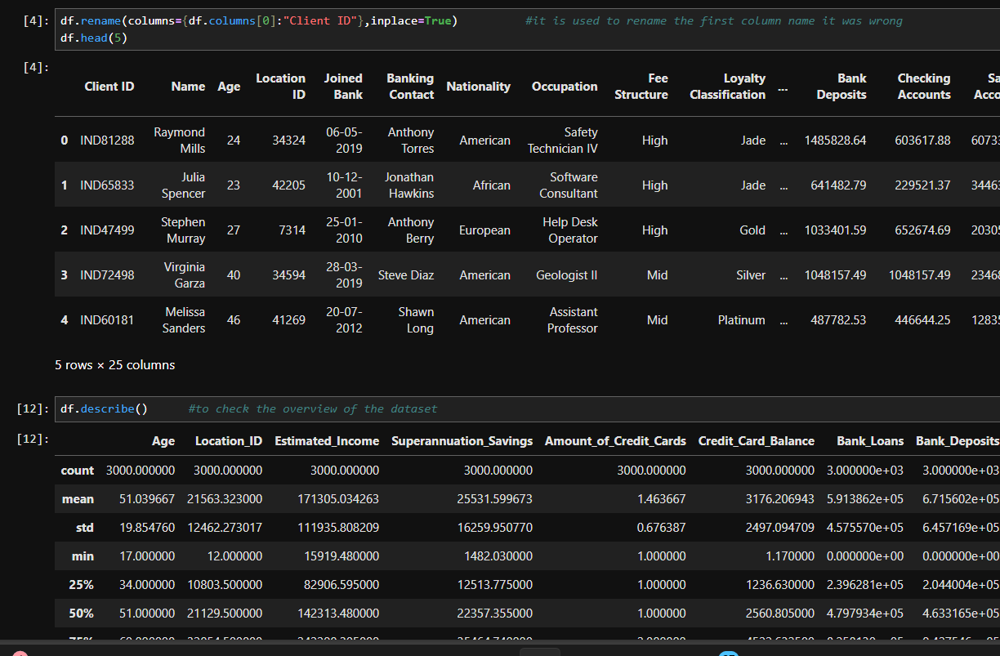 [4]: df.rename(columns={df.columns[0]:"Client ID"},inplace=True) #it is used to rename the first column name it was wrong
df.head(5)
[4]:
Client ID Name Age Location ID Joined Bank Banking Contact Nationality Occupation Fee Structure Loyalty Classification ... Bank Deposits Checking Accounts Sa Acco
0 IND81288 Raymond Mills 24 34324 06-05-2019 Anthony Torres American Safety Technician IV High Jade ... 1485828.64 603617.88 6073
1 IND65833 Julia Spencer 23 42205 10-12-2001 Jonathan Hawkins African Software Consultant High Jade ... 641482.79 229521.37 3446
2 IND47499 Stephen Murray 27 7314 25-01-2010 Anthony Berry European Help Desk Operator High Gold ... 1033401.59 652674.69 2030
3 IND72498 Virginia Garza 40 34594 28-03-2019 Steve Diaz American Geologist II Mid Silver ... 1048157.49 1048157.49 2346
4 IND60181 Melissa Sanders 46 41269 20-07-2012 Shawn Long American Assistant Professor Mid Platinum ... 487782.53 446644.25 1283
5 rows × 25 columns
[12]: df.describe() #to check the overview of the dataset
[12]:
Age Location_ID Estimated_Income Superannuation_Savings Amount_of_Credit_Cards Credit_Card_Balance Bank_Loans Bank_Deposits
count 3000.000000 3000.000000 3000.000000 3000.000000 3000.000000 3000.000000 3.000000e+03 3.000000e+03
mean 51.039667 21563.323000 171305.034263 25531.599673 1.463667 3176.206943 5.913862e+05 6.715602e+05
std 19.854760 12462.273017 111935.808209 16259.950770 0.676387 2497.094709 4.575570e+05 6.457169e+05
min 17.000000 12.000000 15919.480000 1482.030000 1.000000 1.170000 0.000000e+00 0.000000e+00
25% 34.000000 10803.500000 82906.595000 12513.775000 1.000000 1236.630000 2.396281e+05 2.044004e+05
50% 51.000000 21129.500000 142313.480000 22357.355000 1.000000 2560.805000 4.797934e+05 4.633165e+05